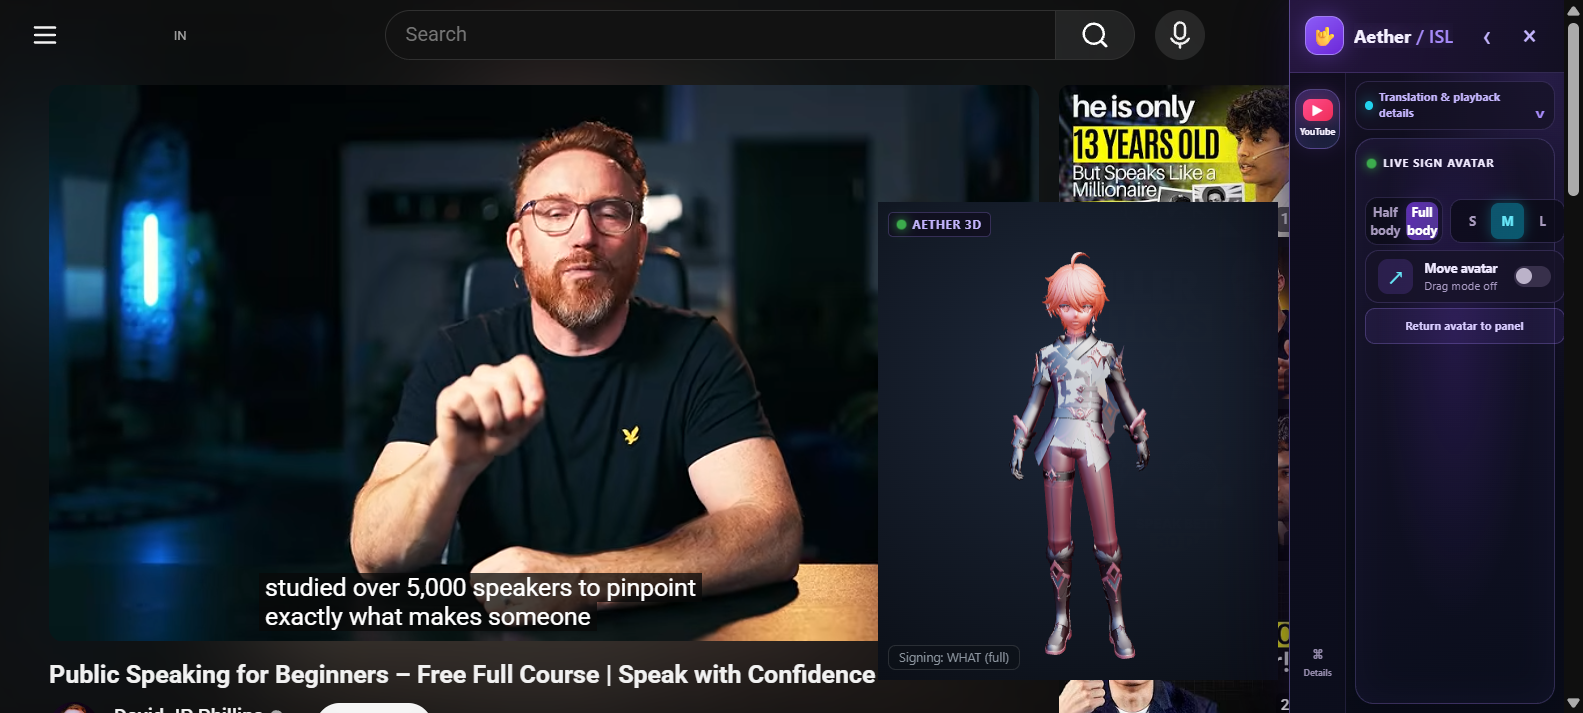 IN
Search
he is only
13 YEARS OLD
But Speaks Like a
Millionaire
studied over 5,000 speakers to pinpoint
exactly what makes someone
Public Speaking for Beginners – Free Full Course | Speak with Confidence
AETHER 3D
Signing: WHAT (full)
Aether / ISL
YouTube
Translation & playback
details
LIVE SIGN AVATAR
Half
body
Full
body
S
M
L
Move avatar
Drag mode off
Return avatar to panel
Details